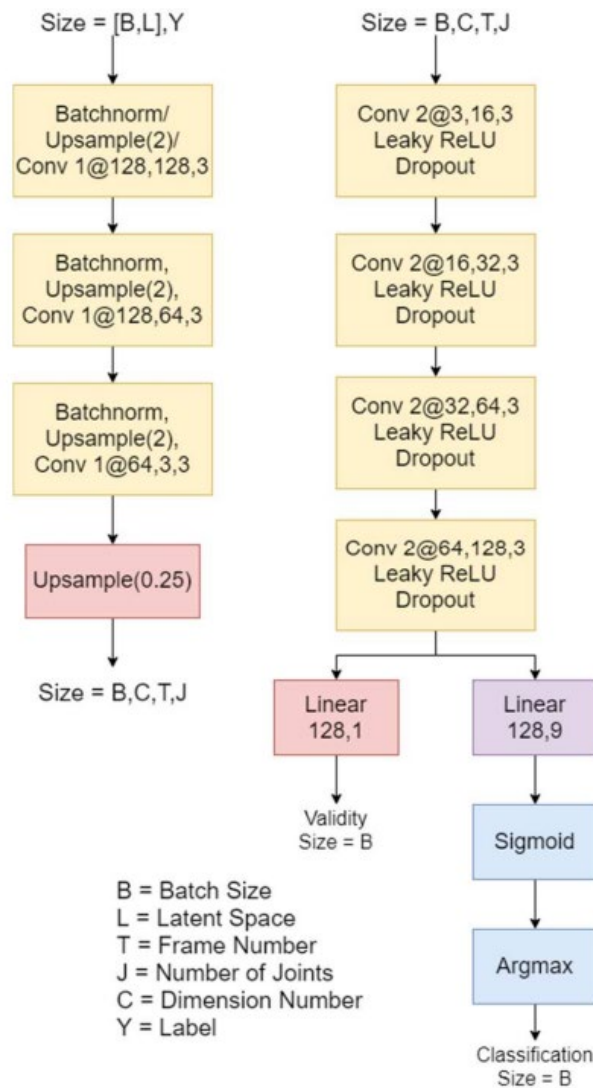 Size = [B,L],Y
Batchnorm/
Upsample(2)/
Conv 1@128,128,3
Batchnorm,
Upsample(2),
Conv 1@128,64,3
Batchnorm,
Upsample(2),
Conv 1@64,3,3
Upsample(0.25)
Size = B,C,T,J
Size = B,C,T,J
Conv 2@3,16,3
Leaky ReLU
Dropout
Conv 2@16,32,3
Leaky ReLU
Dropout
Conv 2@32,64,3
Leaky ReLU
Dropout
Conv 2@64,128,3
Leaky ReLU
Dropout
Linear
128,1
Validity
Size = B
Linear
128,9
Sigmoid
Argmax
Classification
Size = B
B = Batch Size
L = Latent Space
T = Frame Number
J = Number of Joints
C = Dimension Number
Y = Label